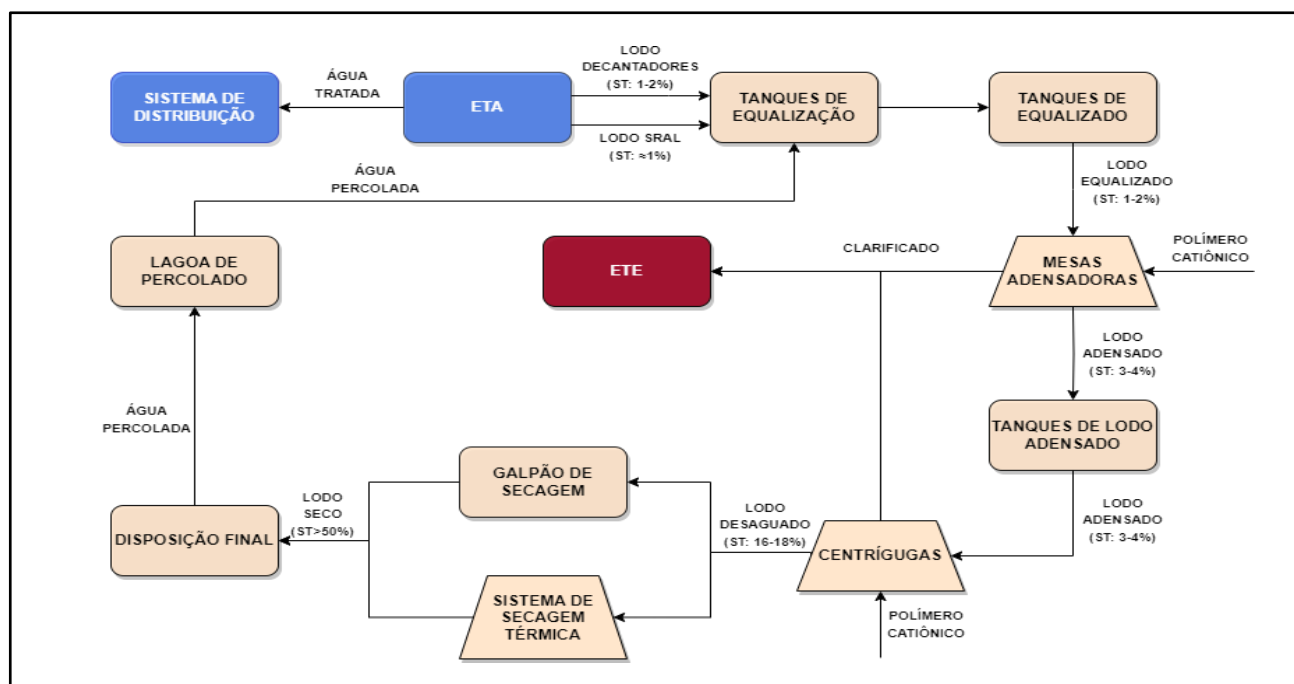 LODO
DECANTADORES
(ST: 1-2%)
ÁGUA
TRATADA
SISTEMA DE
DISTRIBUIÇÃO
ETA
TANQUES DE
EQUALIZAÇÃO
TANQUES DE
EQUALIZADO
LODO SRAL
(ST: ≈1%)
ÁGUA
PERCOLADA
LODO
EQUALIZADO
(ST: 1-2%)
LAGOA DE
PERCOLADO
ETE
CLARIFICADO
MESAS
ADENSADORAS
POLÍMERO
CATIÔNICO
LODO
ADENSADO
(ST: 3-4%)
TANQUES DE LODO
ADENSADO
ÁGUA
PERCOLADA
GALPÃO DE
SECAGEM
LODO
SECO
(ST>50%)
LODO
DESAGUADO
(ST: 16-18%)
LODO
ADENSADO
(ST: 3-4%)
DISPOSIÇÃO FINAL
CENTRÍGUGAS
SISTEMA DE
SECAGEM
TÉRMICA
POLÍMERO
CATIÔNICO